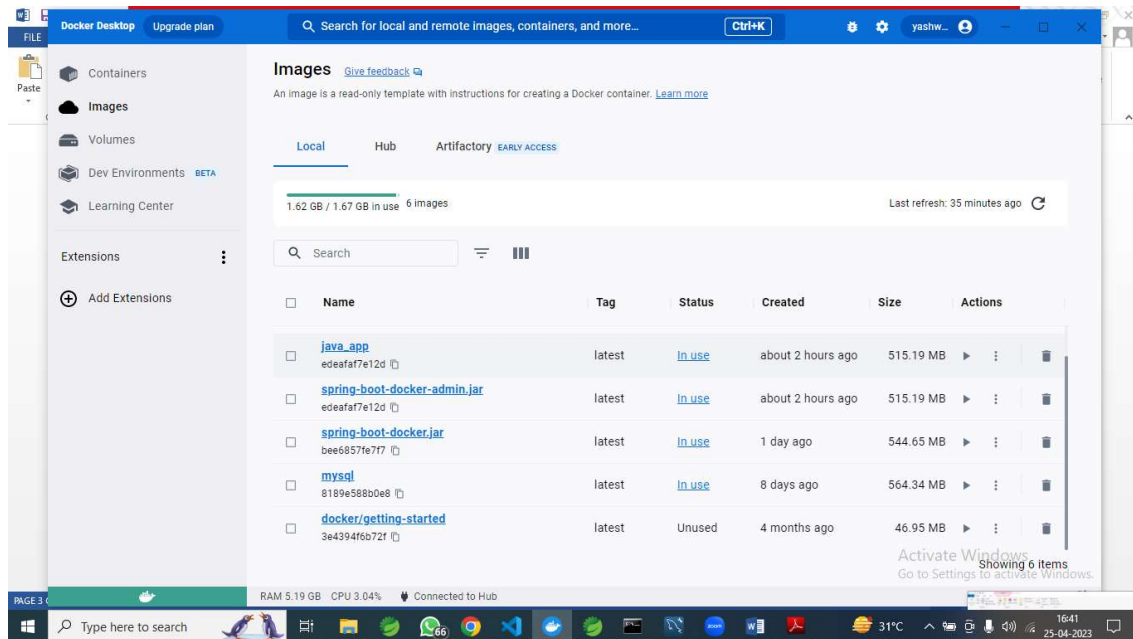 FILE
Paste
PAGE 3
Docker Desktop Upgrade plan
Search for local and remote images, containers, and more... Ctrl+K
yashw...
Containers
Images
Volumes
Dev Environments BETA
Learning Center
Extensions
Add Extensions
Images Give feedback
An image is a read-only template with instructions for creating a Docker container. Learn more
Local Hub Artifactory EARLY ACCESS
1.62 GB / 1.67 GB in use 6 images Last refresh: 35 minutes ago
Search
Name Tag Status Created Size Actions
java_app latest In use about 2 hours ago 515.19 MB
edeafaf7e12d
spring-boot-docker-admin.jar latest In use about 2 hours ago 515.19 MB
edeafaf7e12d
spring-boot-docker.jar latest In use 1 day ago 544.65 MB
bee6857fe7f7
mysql latest In use 8 days ago 564.34 MB
8189e588b0e8
docker/getting-started latest Unused 4 months ago 46.95 MB
3e4394f6b72f
Activate Windows
Go to Settings to activate Windows.
Showing 6 items
RAM 5.19 GB CPU 3.04% Connected to Hub
Type here to search
66
zoom
31°C
16:41
25-04-2023